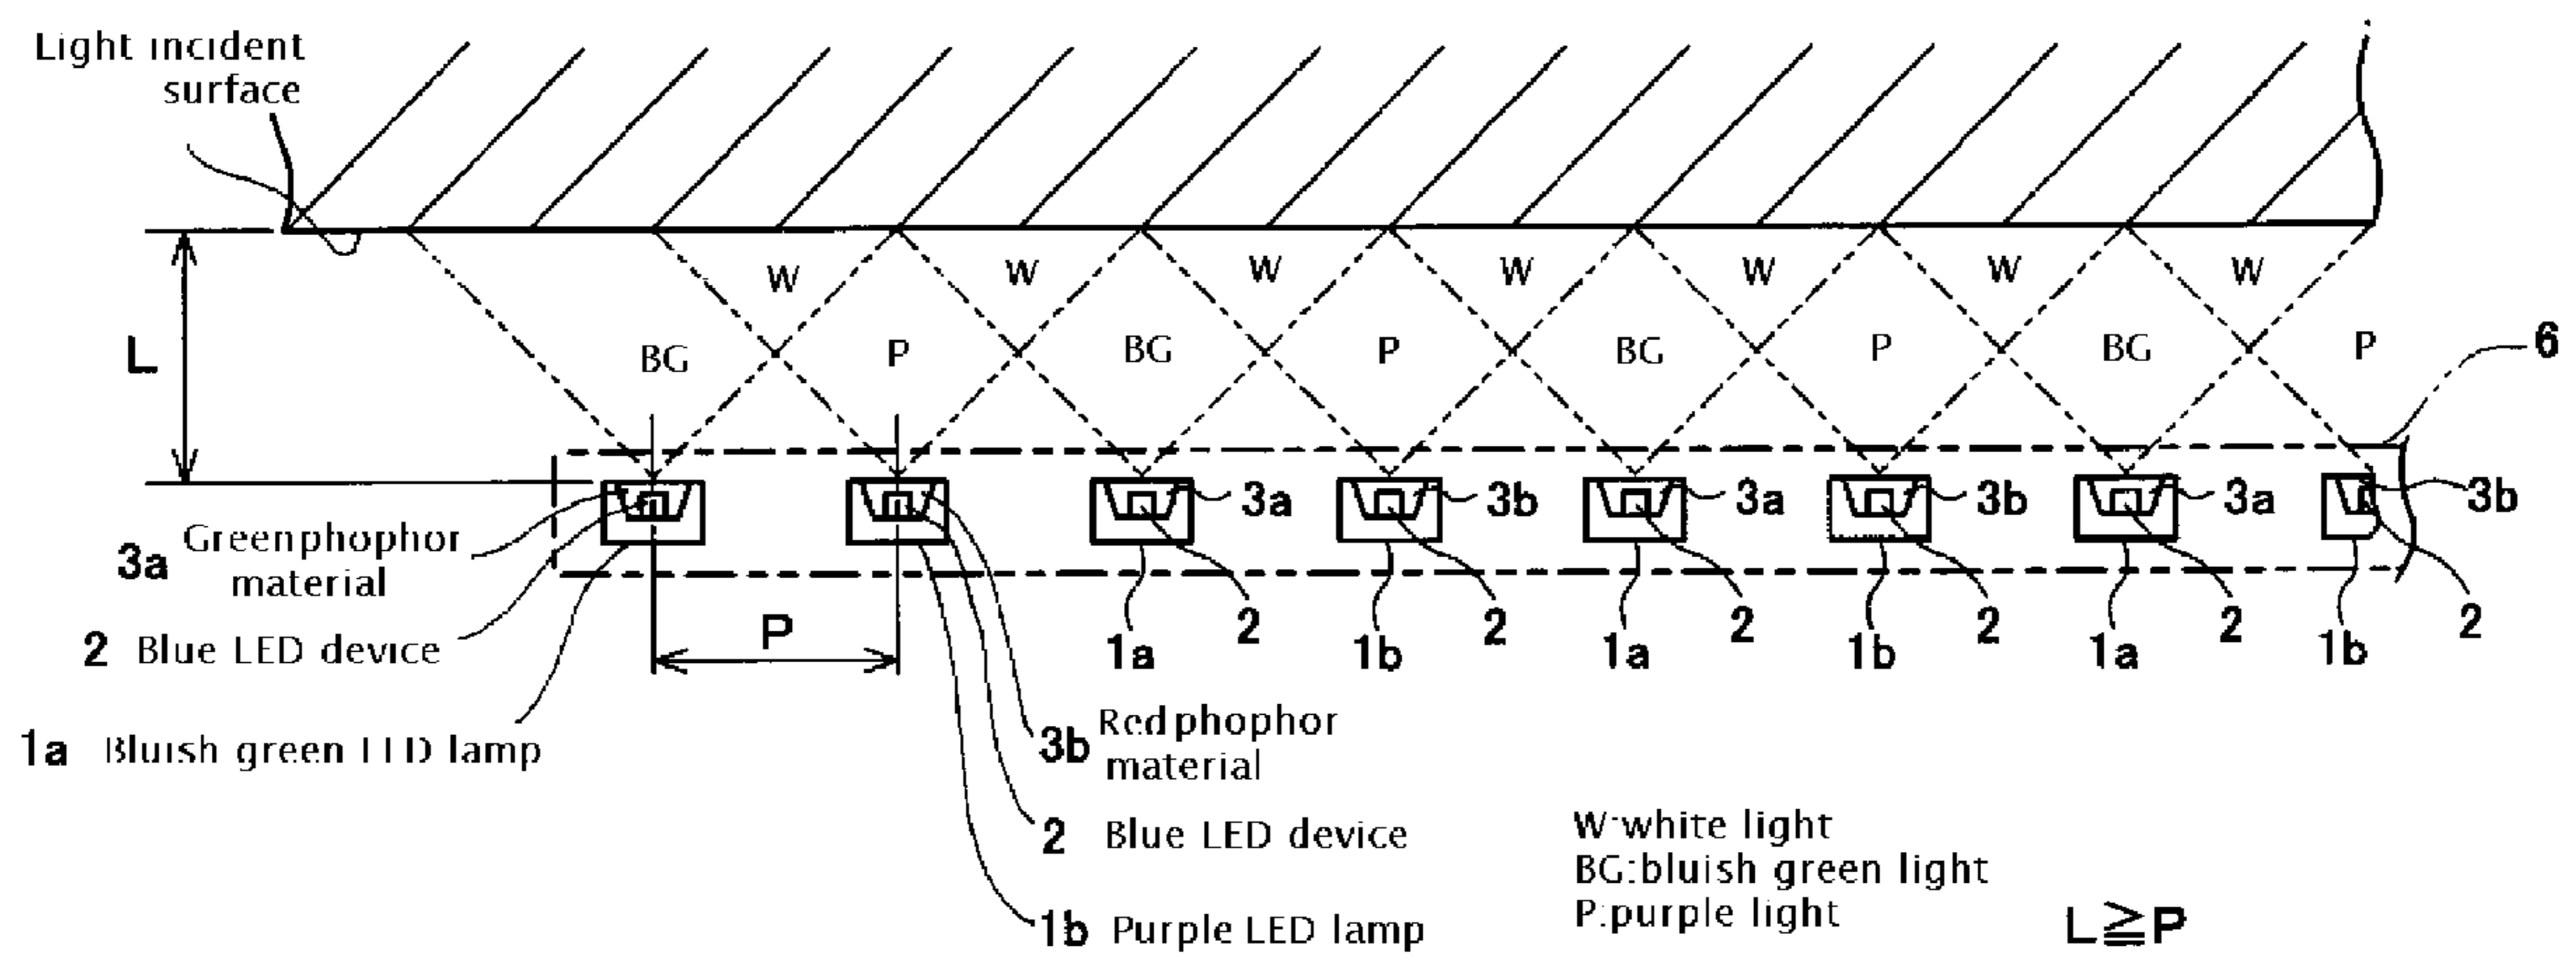 Light incident
surface
W W W W W W W
L BG P BG P BG P BG P 6
3a 3b 3a 3b 3a 3b
3a Greenphophor
material
2 Blue LED device
P
2 2 2 2 2 2
1a 1b 1a 1b 1a 1b
1a Bluish green LED lamp
3b Redphophor
material
2 Blue LED device
1b Purple LED lamp
W:white light
BG:bluish green light
P:purple light
L≧P